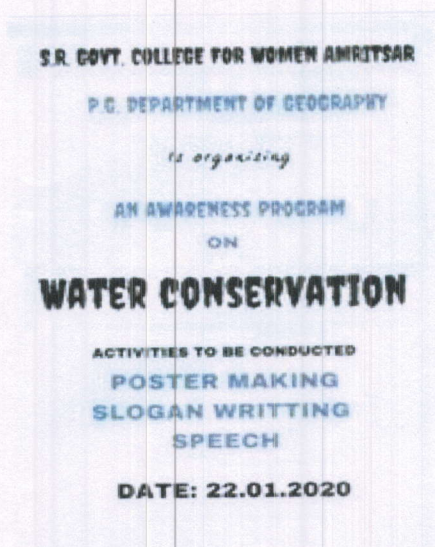 S.R. GOVT. COLLEGE FOR WOMEN AMRITSAR
P.G. DEPARTMENT OF GEOGRAPHY
is organising
AN AWARENESS PROGRAM
ON
WATER CONSERVATION
ACTIVITIES TO BE CONDUCTED
POSTER MAKING
SLOGAN WRITTING
SPEECH
DATE: 22.01.2020